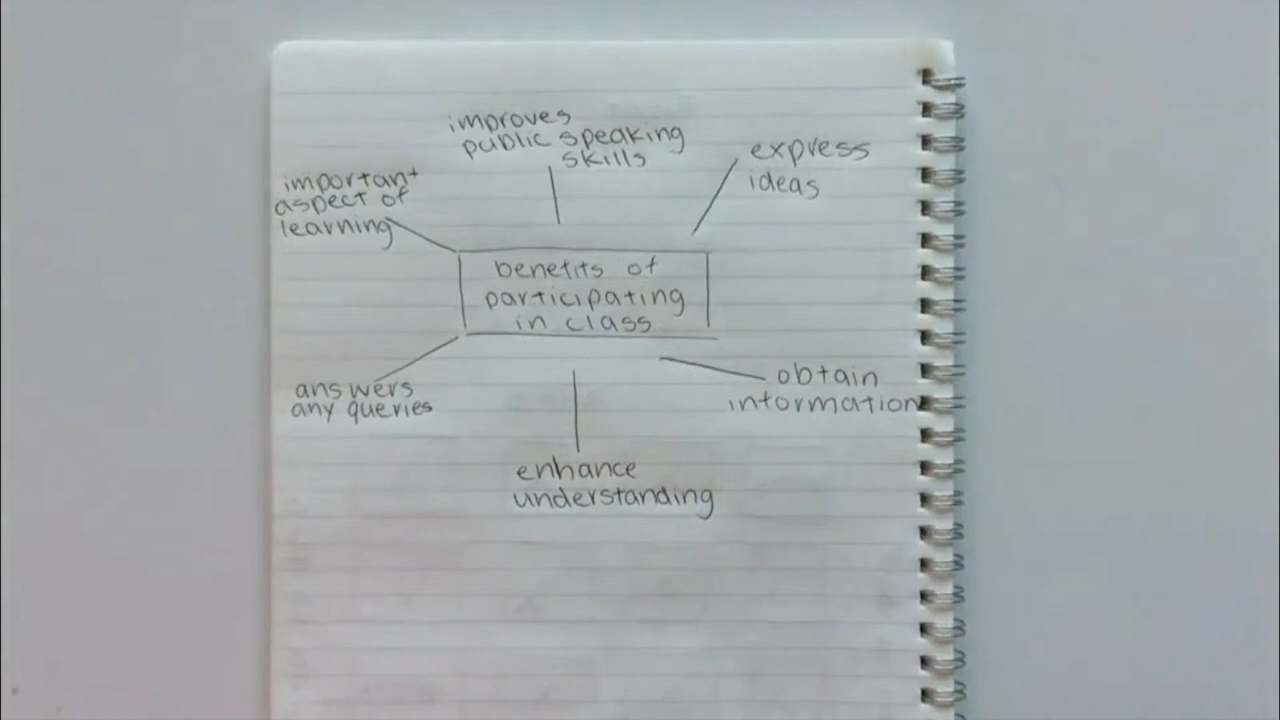 improves
public speaking
skills
express
ideas
important
aspect of
learning
benefits of
participating
in class
answers
any queries
obtain
information
enhance
understanding